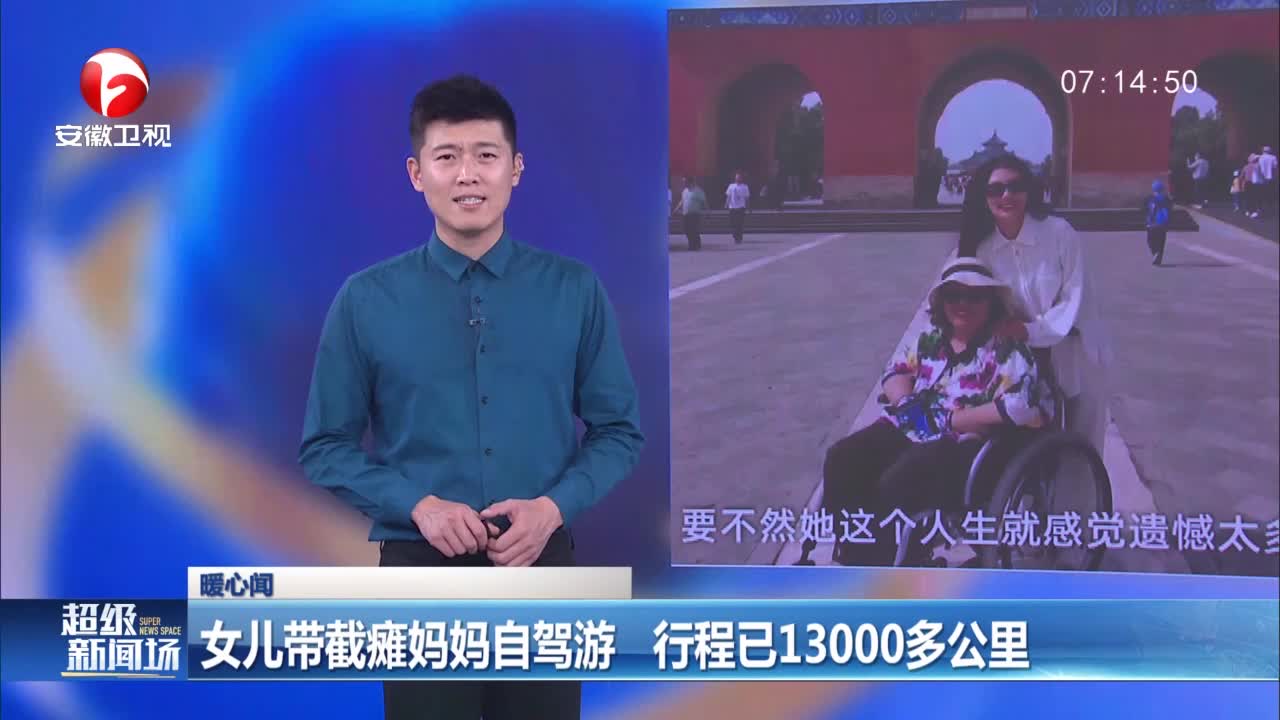 安徽卫视
07:14:50
要不然她这个人生就感觉遗憾太多
暖心闻
超级
新闻场
SUPER
NEWS SPACE
女儿带截瘫妈妈自驾游 行程已13000多公里